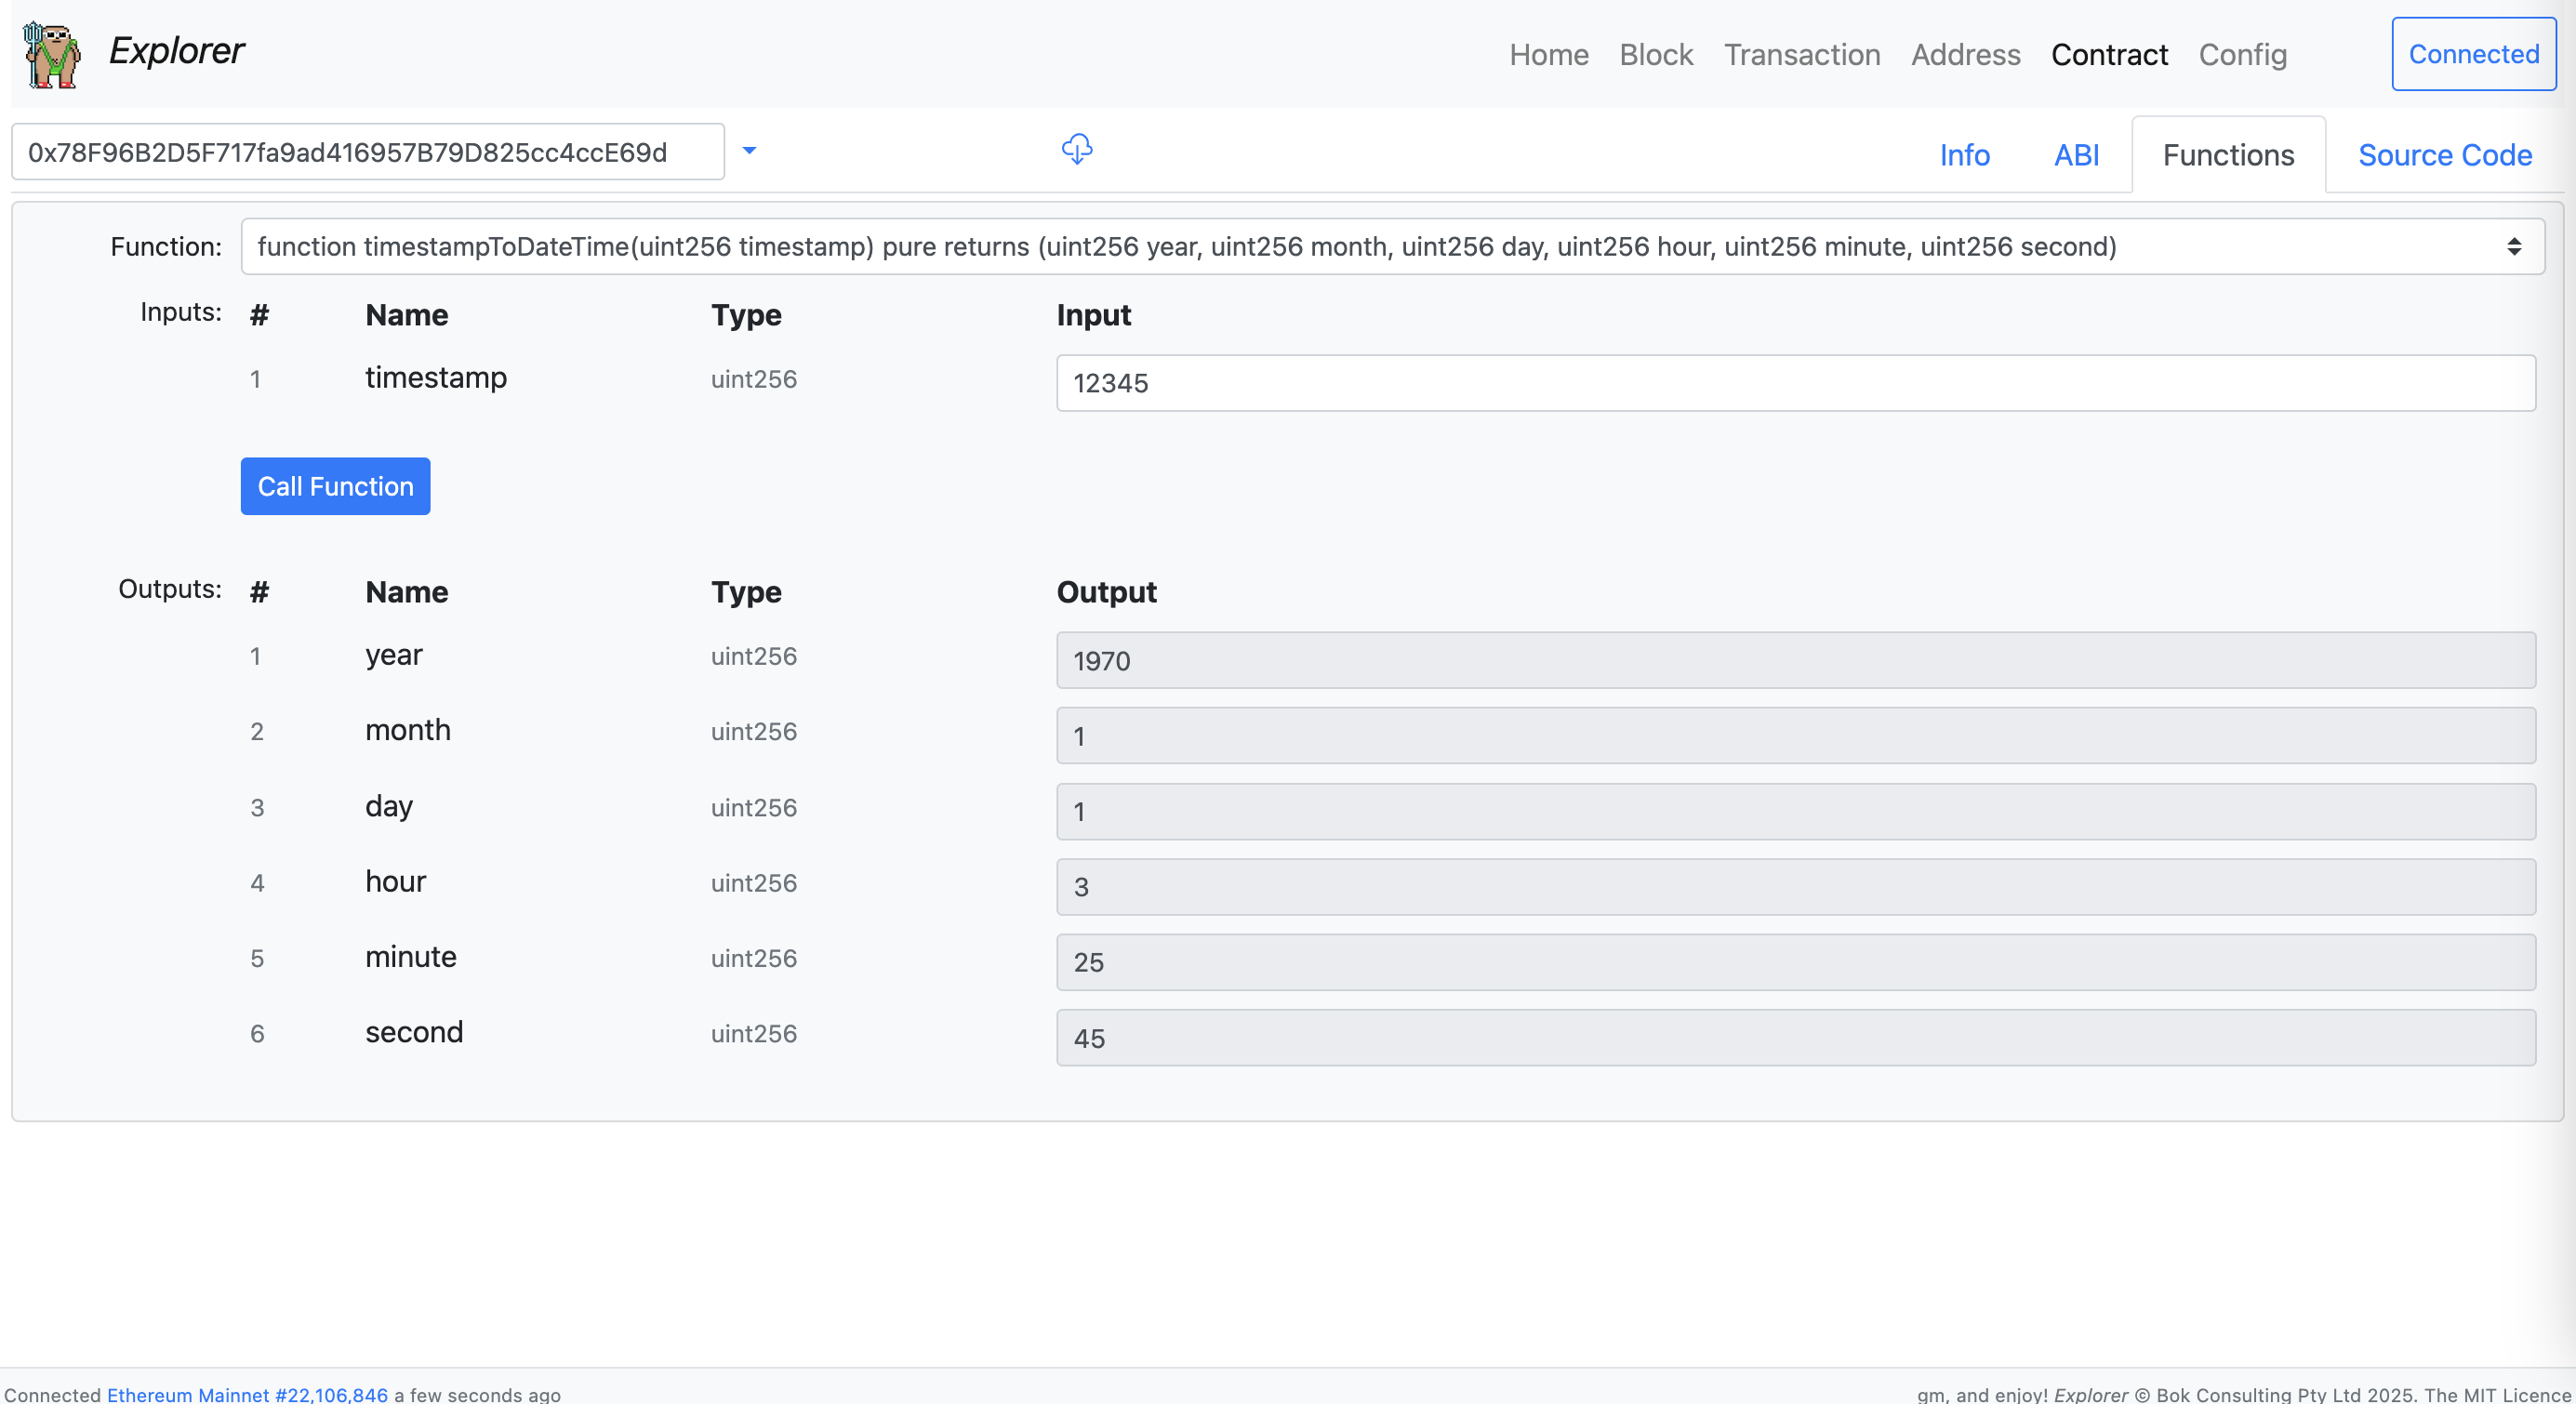 Explorer
Home Block Transaction Address Contract Config Connected
0x78F96B2D5F717fa9ad416957B79D825cc4ccE69d
Info ABI Functions Source Code
Function: function timestampToDateTime(uint256 timestamp) pure returns (uint256 year, uint256 month, uint256 day, uint256 hour, uint256 minute, uint256 second)
Inputs: # Name Type Input
1 timestamp uint256 12345
Call Function
Outputs: # Name Type Output
1 year uint256 1970
2 month uint256 1
3 day uint256 1
4 hour uint256 3
5 minute uint256 25
6 second uint256 45
Connected Ethereum Mainnet #22,106,846 a few seconds ago
gm, and enjoy! Explorer © Bok Consulting Pty Ltd 2025. The MIT Licence